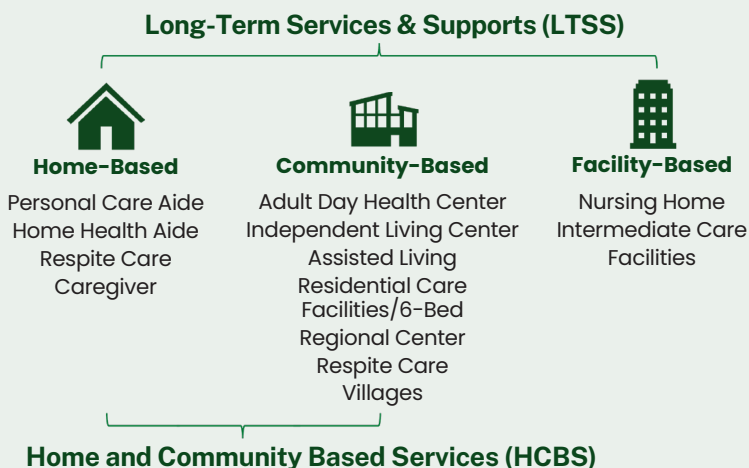 Long-Term Services & Supports (LTSS)
Home-Based
Personal Care Aide
Home Health Aide
Respite Care
Caregiver
Community-Based
Adult Day Health Center
Independent Living Center
Assisted Living
Residential Care
Facilities/6-Bed
Regional Center
Respite Care
Villages
Facility-Based
Nursing Home
Intermediate Care
Facilities
Home and Community Based Services (HCBS)